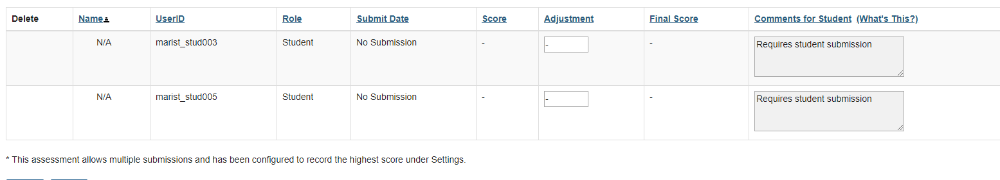 Delete Name UserID Role Submit Date Score Adjustment Final Score Comments for Student (What's This?)
N/A marist_stud003 Student No Submission - - - Requires student submission
N/A marist_stud005 Student No Submission - - - Requires student submission
* This assessment allows multiple submissions and has been configured to record the highest score under Settings.